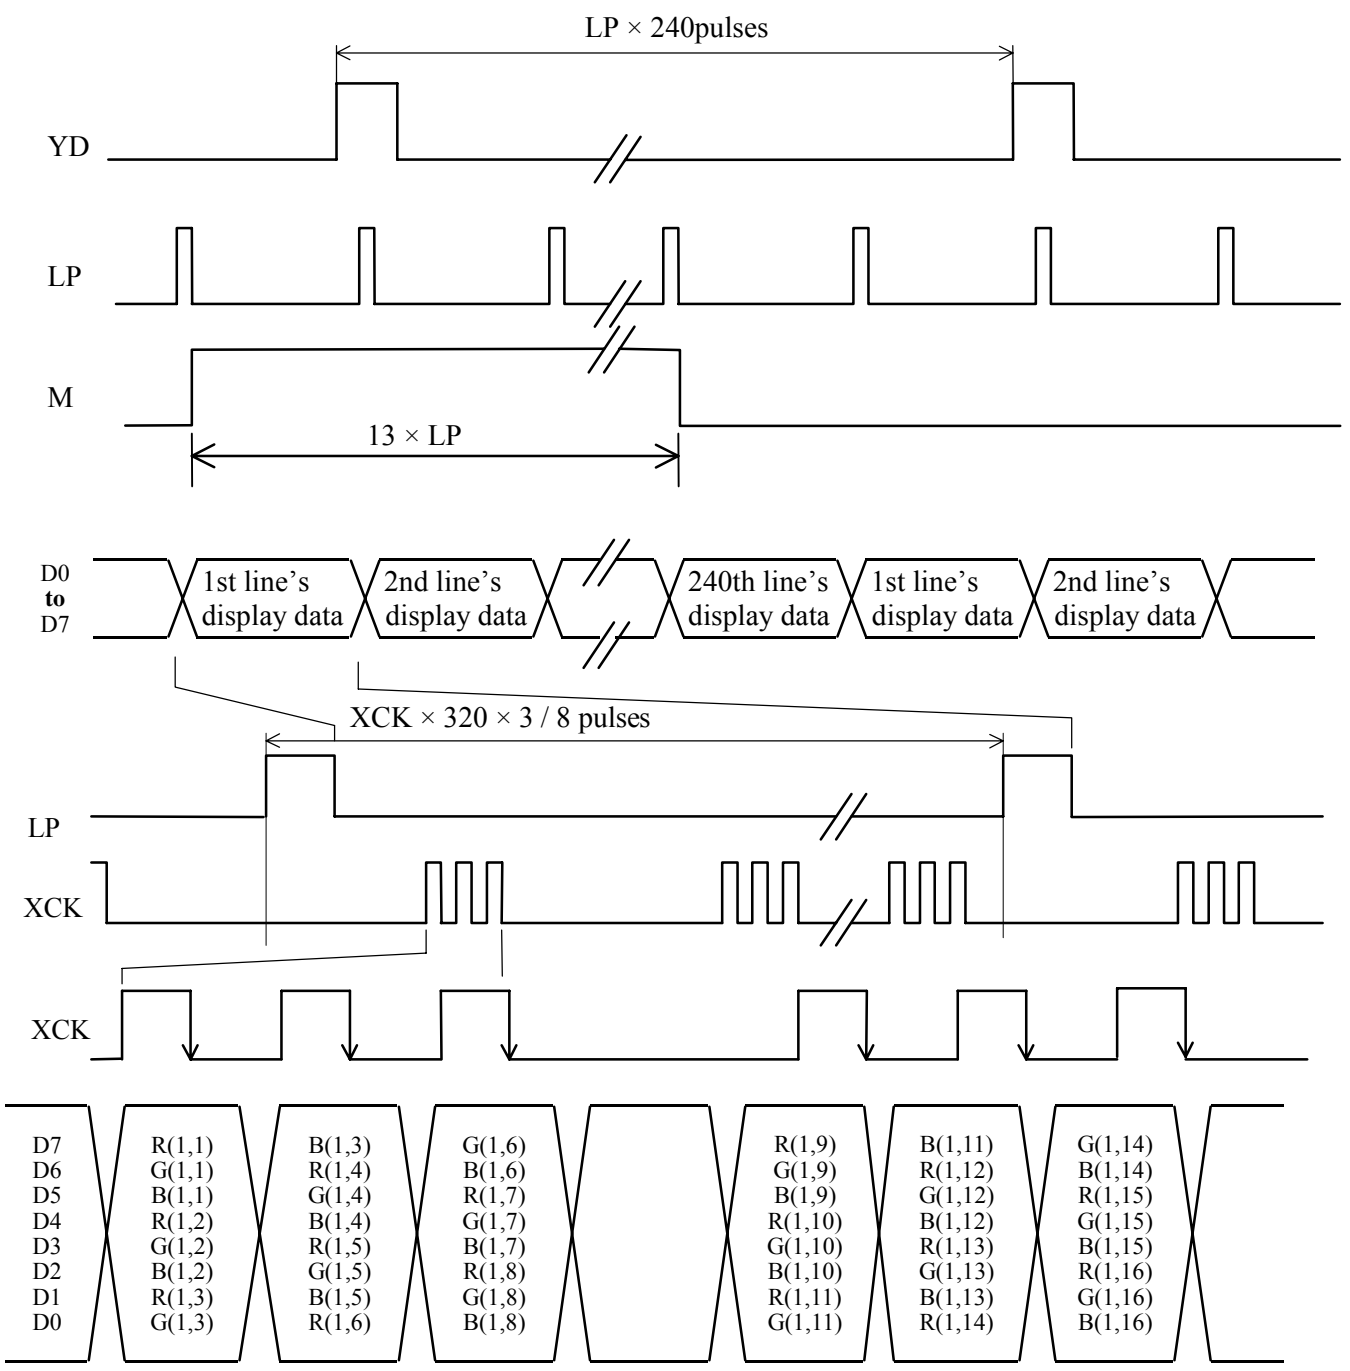 LP × 240pulses
YD
LP
M
13 × LP
D0
to
D7
1st line's
display data
2nd line's
display data
240th line's
display data
1st line's
display data
2nd line's
display data
XCK × 320 × 3 / 8 pulses
LP
XCK
XCK
D7 R(1,1) B(1,3) G(1,6) R(1,9) B(1,11) G(1,14)
D6 G(1,1) R(1,4) B(1,6) G(1,9) R(1,12) B(1,14)
D5 B(1,1) G(1,4) R(1,7) B(1,9) G(1,12) R(1,15)
D4 R(1,2) B(1,4) G(1,7) R(1,10) B(1,12) G(1,15)
D3 G(1,2) R(1,5) B(1,7) G(1,10) R(1,13) B(1,15)
D2 B(1,2) G(1,5) R(1,8) B(1,10) G(1,13) R(1,16)
D1 R(1,3) B(1,5) G(1,8) R(1,11) B(1,13) G(1,16)
D0 G(1,3) R(1,6) B(1,8) G(1,11) R(1,14) B(1,16)